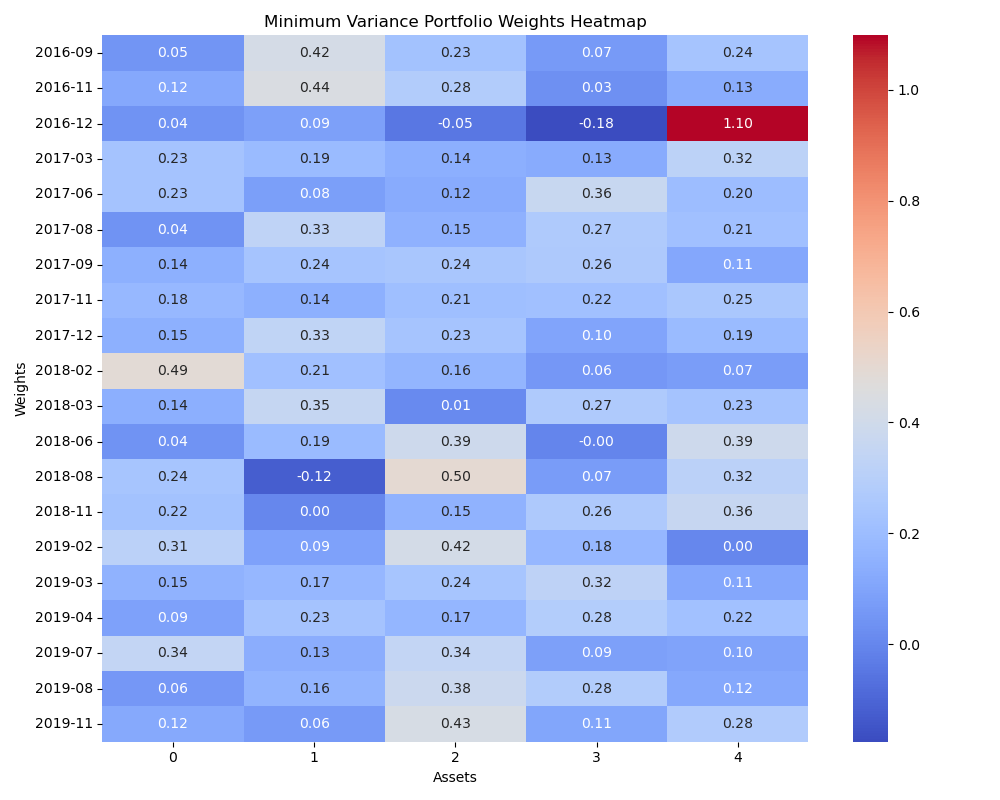 Minimum Variance Portfolio Weights Heatmap
2016-09 0.05 0.42 0.23 0.07 0.24
2016-11 0.12 0.44 0.28 0.03 0.13
2016-12 0.04 0.09 -0.05 -0.18 1.10
2017-03 0.23 0.19 0.14 0.13 0.32
2017-06 0.23 0.08 0.12 0.36 0.20
2017-08 0.04 0.33 0.15 0.27 0.21
2017-09 0.14 0.24 0.24 0.26 0.11
2017-11 0.18 0.14 0.21 0.22 0.25
2017-12 0.15 0.33 0.23 0.10 0.19
2018-02 0.49 0.21 0.16 0.06 0.07
2018-03 0.14 0.35 0.01 0.27 0.23
2018-06 0.04 0.19 0.39 -0.00 0.39
2018-08 0.24 -0.12 0.50 0.07 0.32
2018-11 0.22 0.00 0.15 0.26 0.36
2019-02 0.31 0.09 0.42 0.18 0.00
2019-03 0.15 0.17 0.24 0.32 0.11
2019-04 0.09 0.23 0.17 0.28 0.22
2019-07 0.34 0.13 0.34 0.09 0.10
2019-08 0.06 0.16 0.38 0.28 0.12
2019-11 0.12 0.06 0.43 0.11 0.28
0 1 2 3 4
Assets
Weights
1.0
0.8
0.6
0.4
0.2
0.0